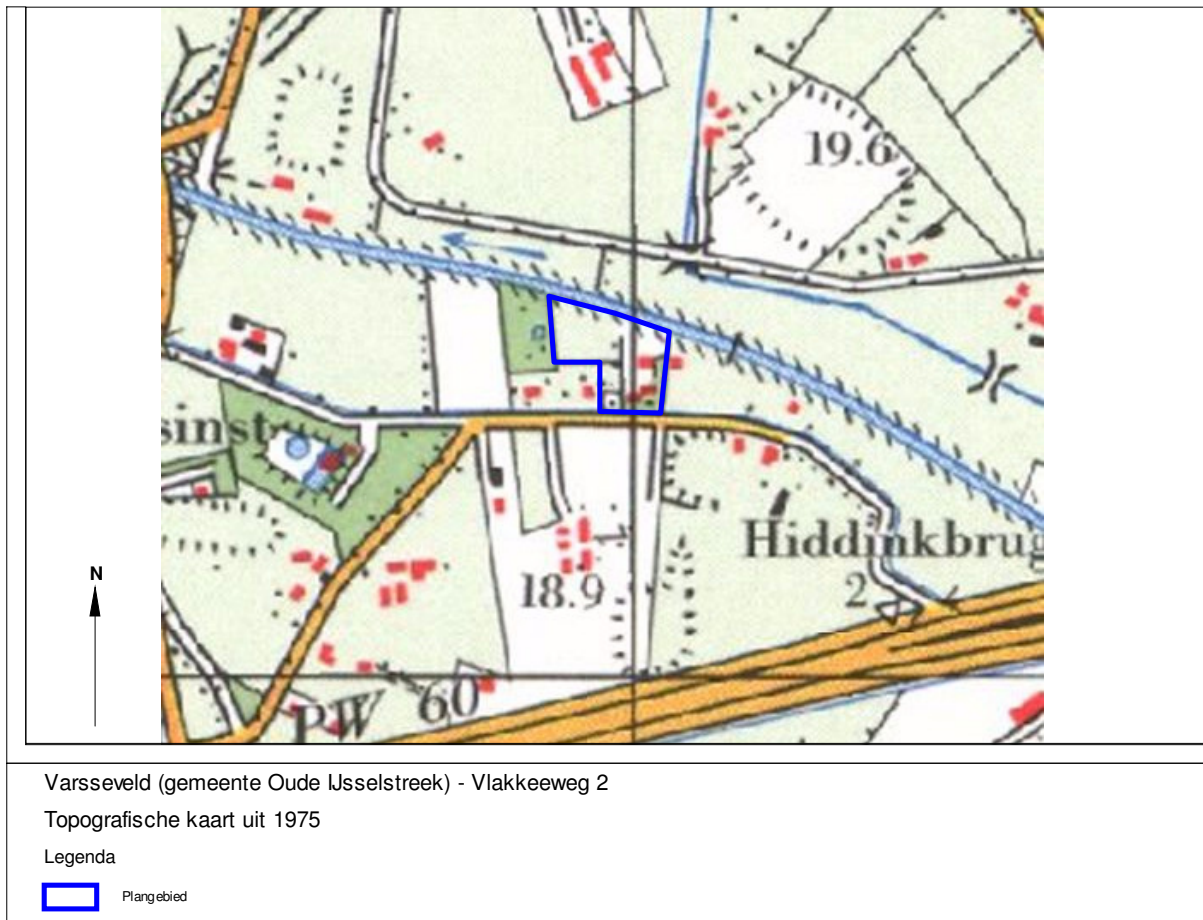 19.6
sinst
Hiddinkbrug
18.9
2
60
PW
N
Varsseveld (gemeente Oude IJsselstreek) - Vlakkeeweg 2
Topografische kaart uit 1975
Legenda
Plangebied